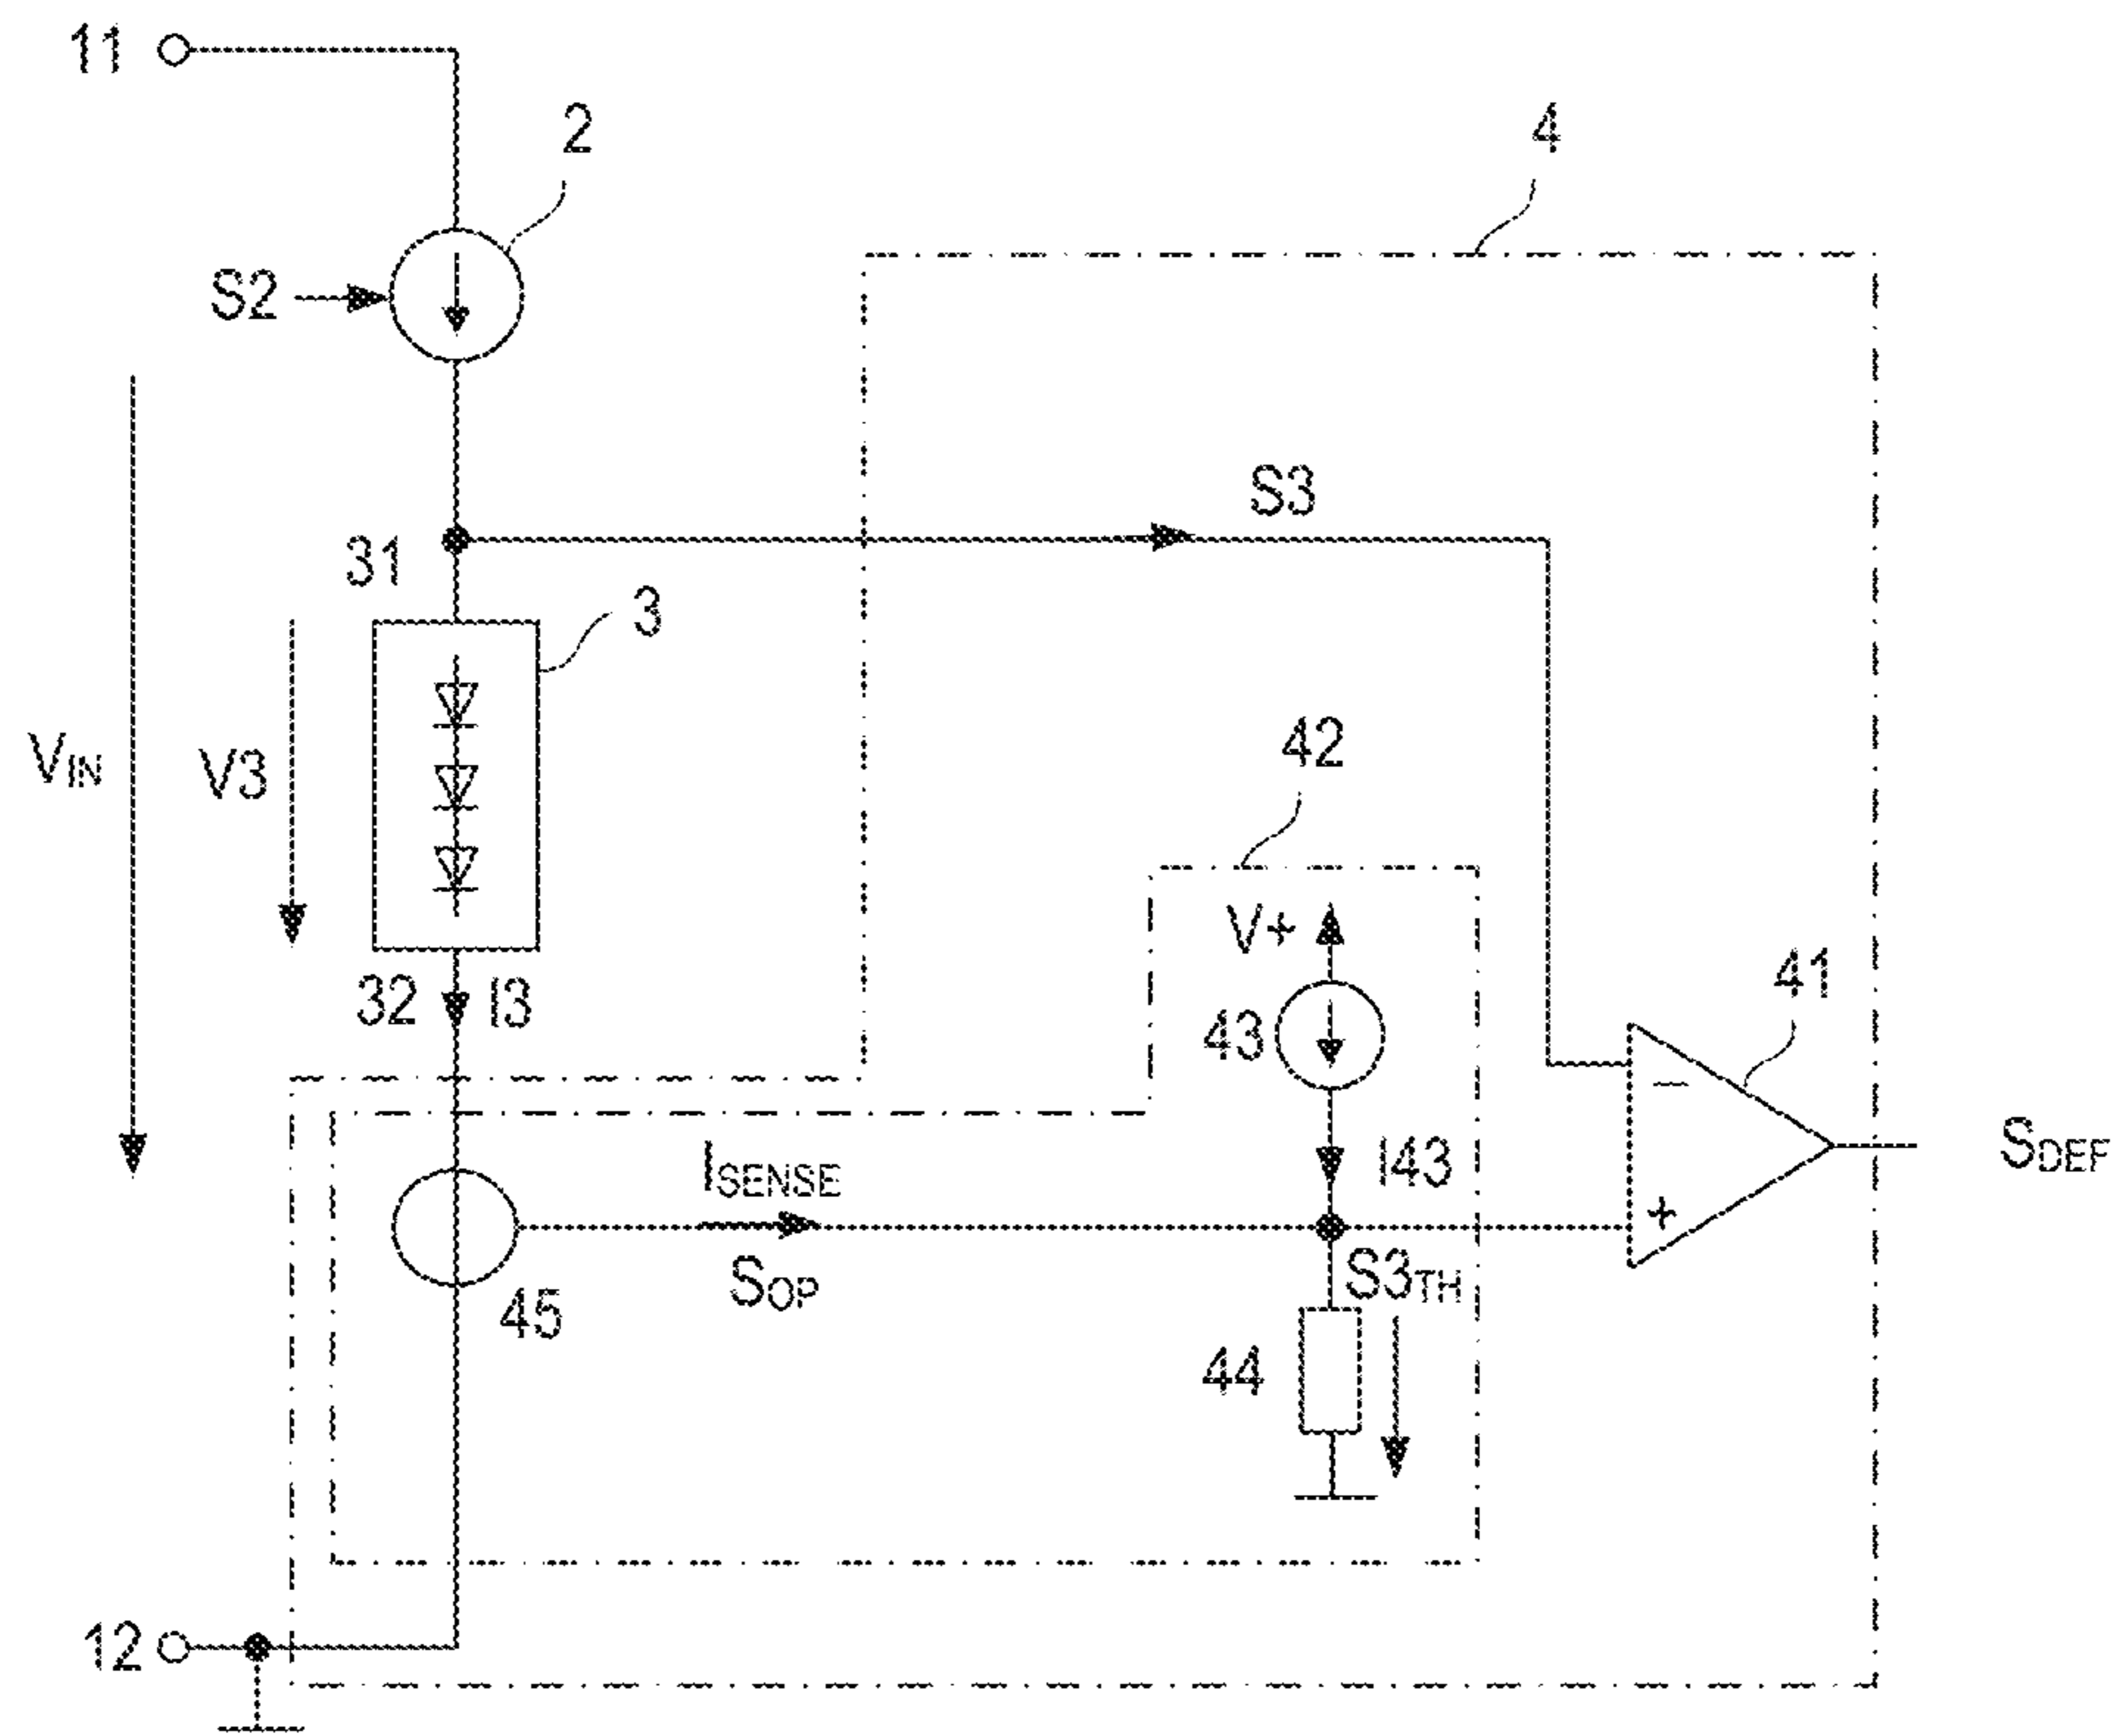 11
2
4
S2
S3
31
3
V3
VIN
42
V+
43
41
32
I3
I43
ISENSE
SOP
45
S3TH
44
SDEF
+
−
12